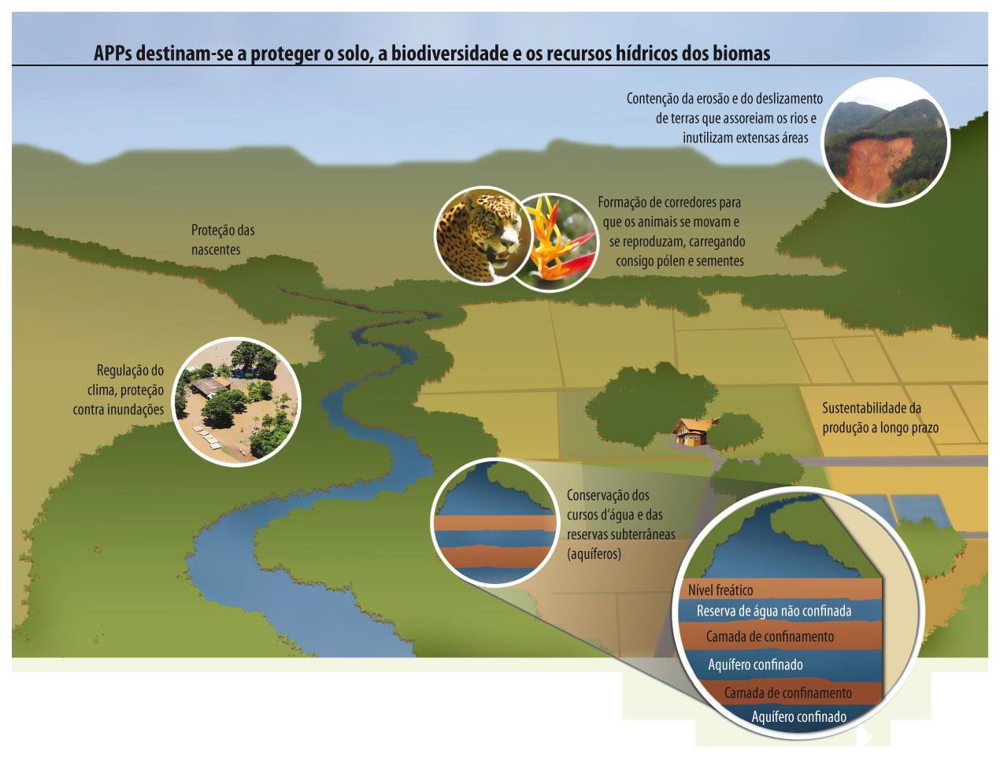 APPs destinam-se a proteger o solo, a biodiversidade e os recursos hídricos dos biomas
Contenção da erosão e do deslizamento
de terras que assoreiam os rios e
inutilizam extensas áreas
Formação de corredores para
que os animais se movam e
se reproduzam, carregando
consigo pólen e sementes
Proteção das
nascentes
Regulação do
clima, proteção
contra inundações
Sustentabilidade da
produção a longo prazo
Conservação dos
cursos d'água e das
reservas subterrâneas
(aquíferos)
Nível freático
Reserva de água não confinada
Camada de confinamento
Aquífero confinado
Camada de confinamento
Aquífero confinado